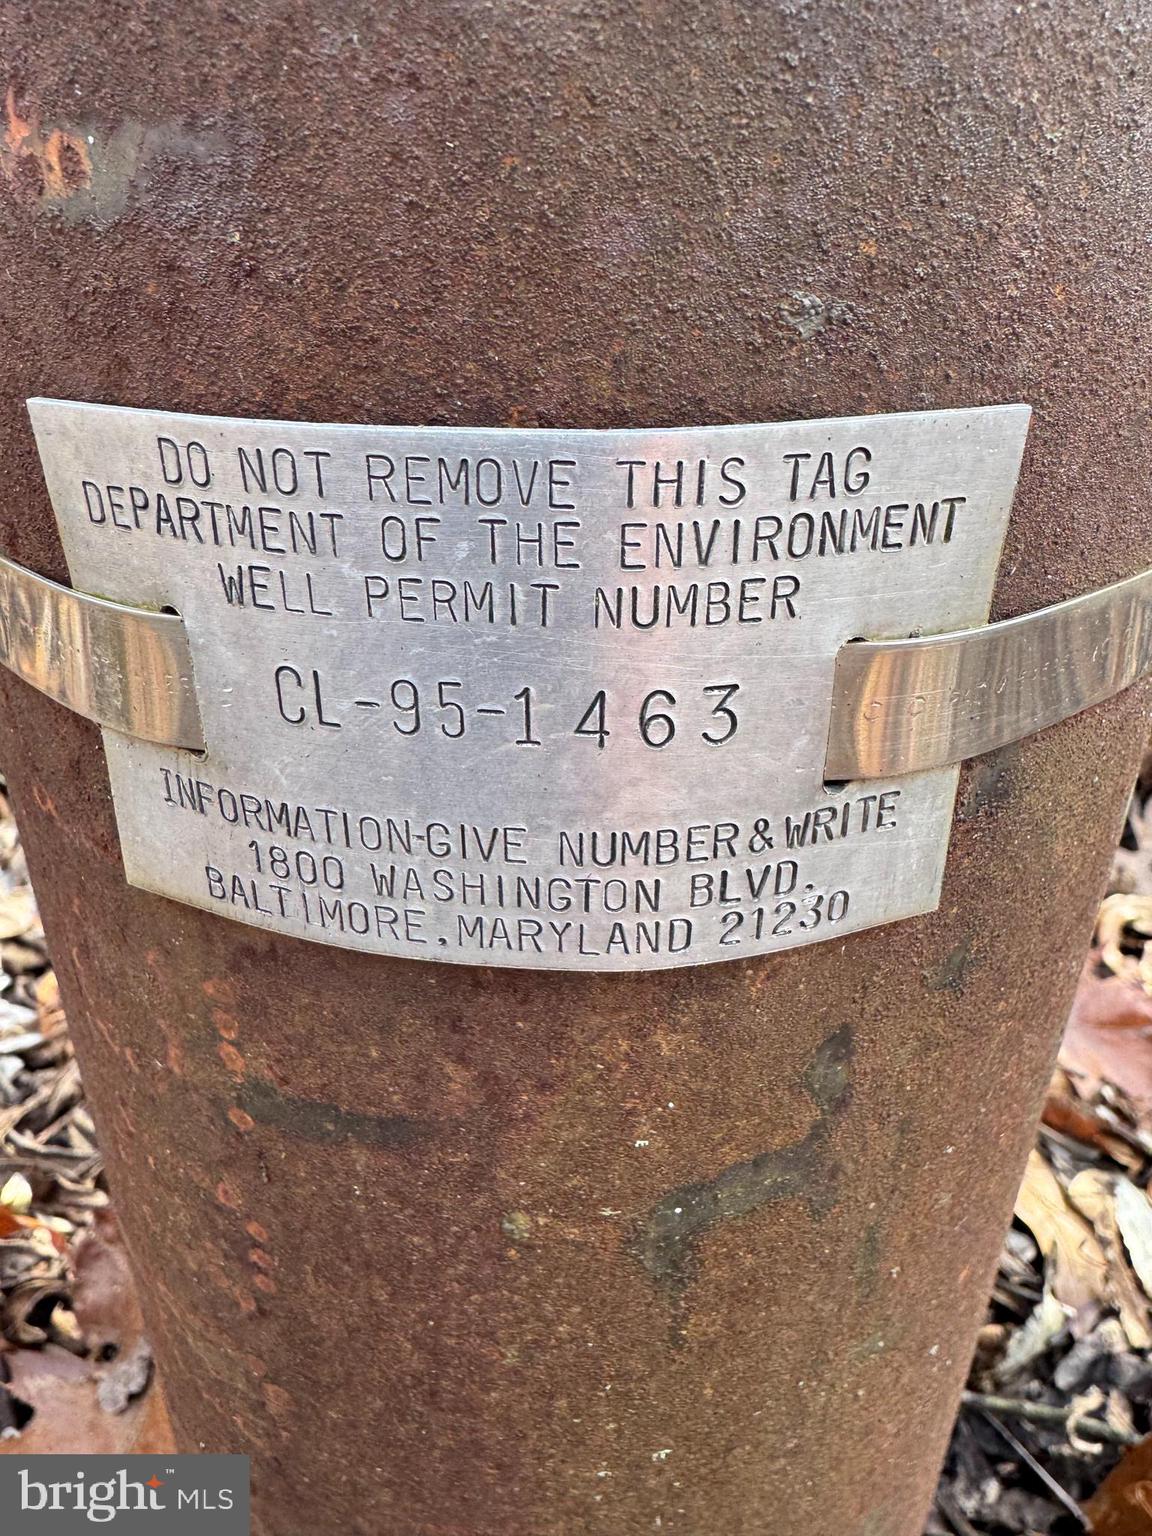 DO NOT REMOVE THIS TAG
DEPARTMENT OF THE ENVIRONMENT
WELL PERMIT NUMBER
CL-95-1463
INFORMATION-GIVE NUMBER & WRITE
1800 WASHINGTON BLVD.
BALTIMORE, MARYLAND 21230
bright™ MLS